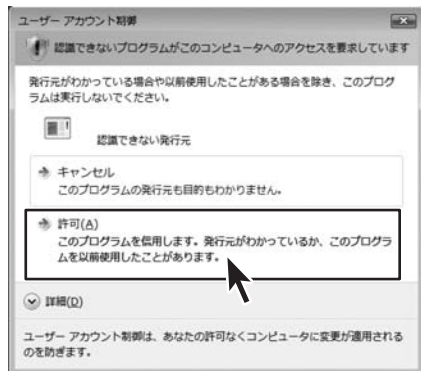 ユーザー アカウント制御
認識できないプログラムがこのコンピュータへのアクセスを要求しています
発行元がわかっている場合や以前使用したことがある場合を除き、このプログ
ラムは実行しないでください。
認識できない発行元
キャンセル
このプログラムの発行元も目的もわかりません。
許可(A)
このプログラムを信用します。発行元がわかっているか、このプログラ
ムを以前使用したことがあります。
詳細(D)
ユーザー アカウント制御は、あなたの許可なくコンピュータに変更が適用される
のを防ぎます。